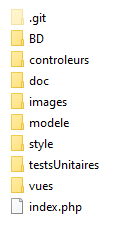 .git
BD
controleurs
doc
images
modele
style
testsUnitaires
vues
index.php